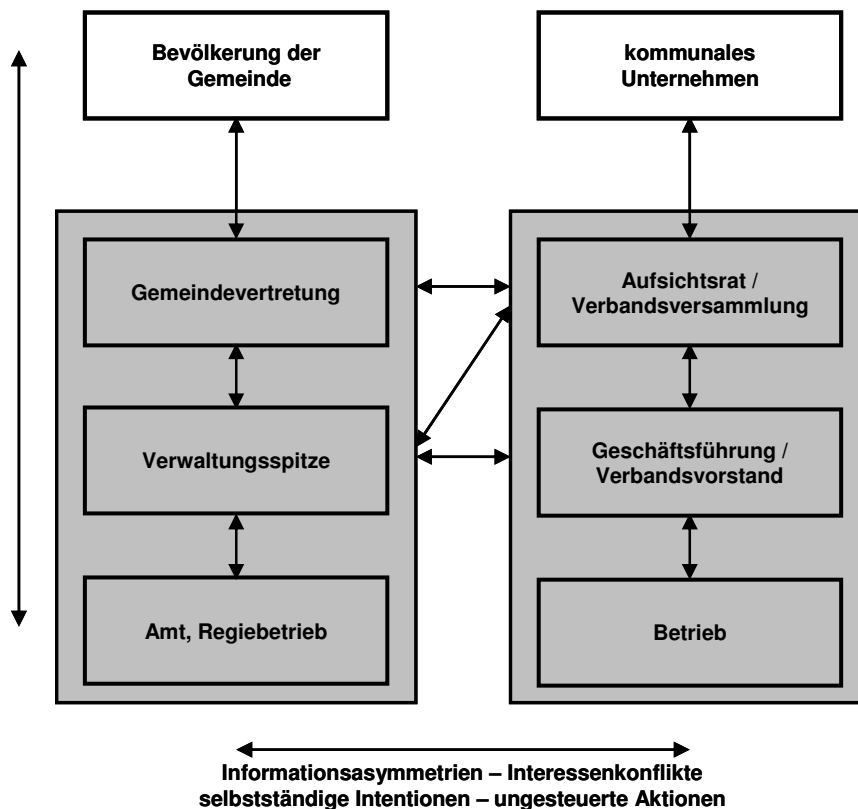 Bevölkerung der
Gemeinde
kommunales
Unternehmen
Gemeindevertretung
Aufsichtsrat /
Verbandsversammlung
Verwaltungsspitze
Geschäftsführung /
Verbandsvorstand
Amt, Regiebetrieb
Betrieb
Informationsasymmetrien – Interessenkonflikte
selbstständige Intentionen – ungesteuerte Aktionen